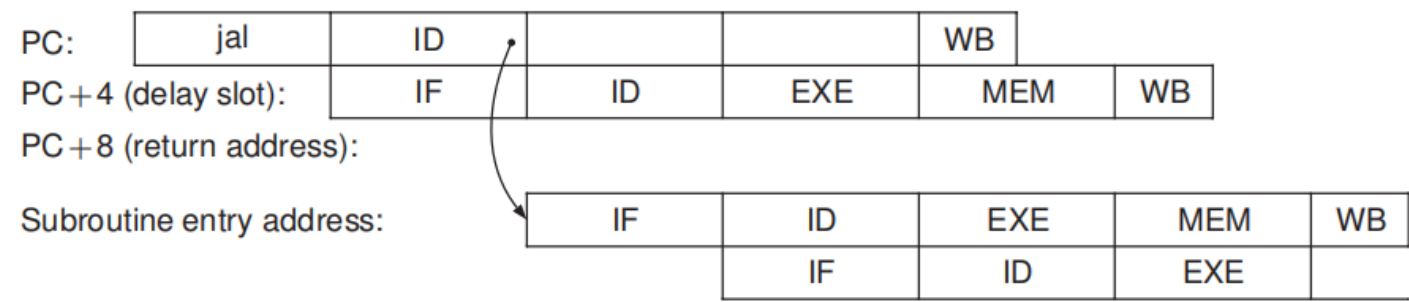 PC: jal ID WB
PC+4 (delay slot): IF ID EXE MEM WB
PC+8 (return address):
Subroutine entry address: IF ID EXE MEM WB
IF ID EXE